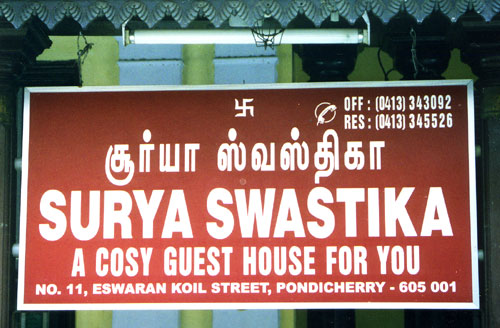 卐
OFF : (0413) 343092
RES : (0413) 345526
சூர்யா ஸ்வஸ்திகா
SURYA SWASTIKA
A COSY GUEST HOUSE FOR YOU
NO. 11, ESWARAN KOIL STREET, PONDICHERRY - 605 001